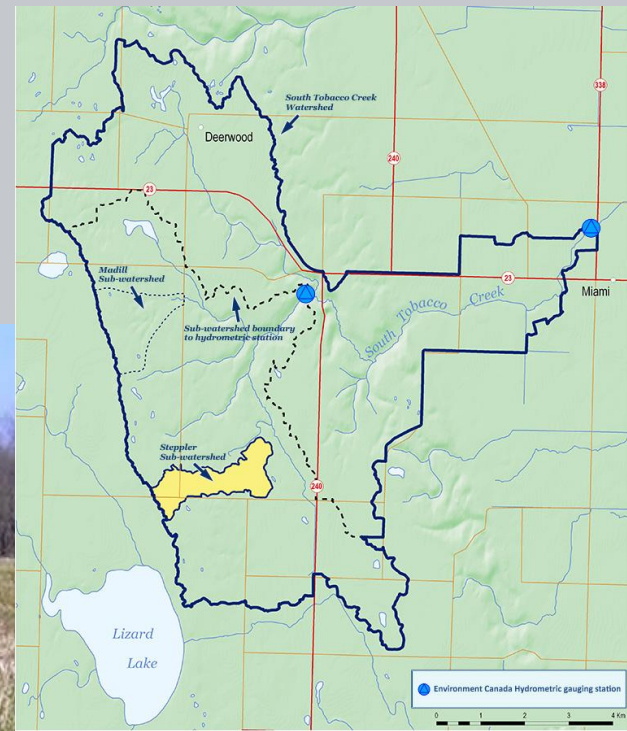 338
South Tobacco Creek
Watershed
Deerwood
240
23
Madill
Sub-watershed
23
Miami
Sub-watershed boundary
to hydrometric station
South Tobacco Creek
Steppler
Sub-watershed
240
Lizard
Lake
Environment Canada Hydrometric gauging station
0 1 2 3 4 Km